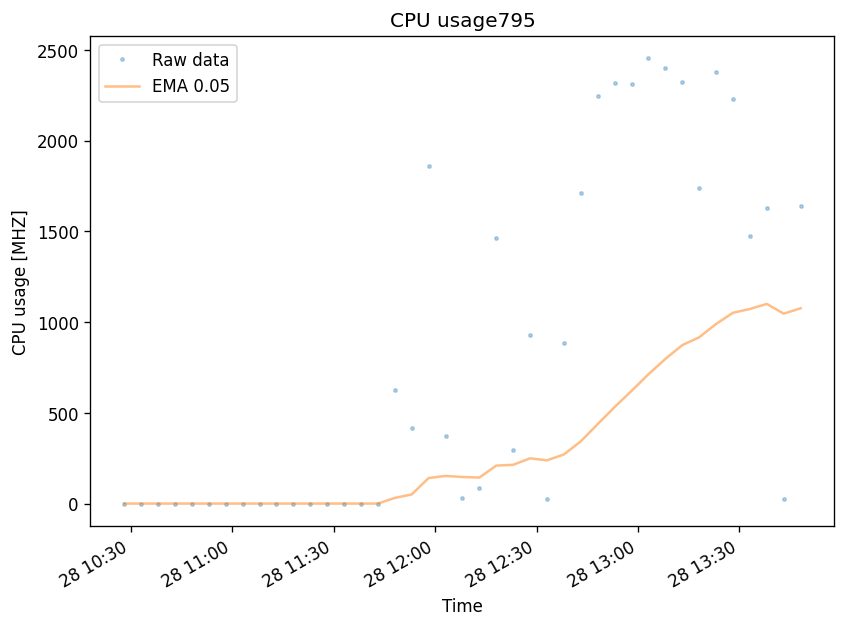 CPU usage795
Raw data
EMA 0.05
CPU usage [MHZ]
2500
2000
1500
1000
500
0
28 10:30
28 11:00
28 11:30
28 12:00
28 12:30
28 13:00
28 13:30
Time